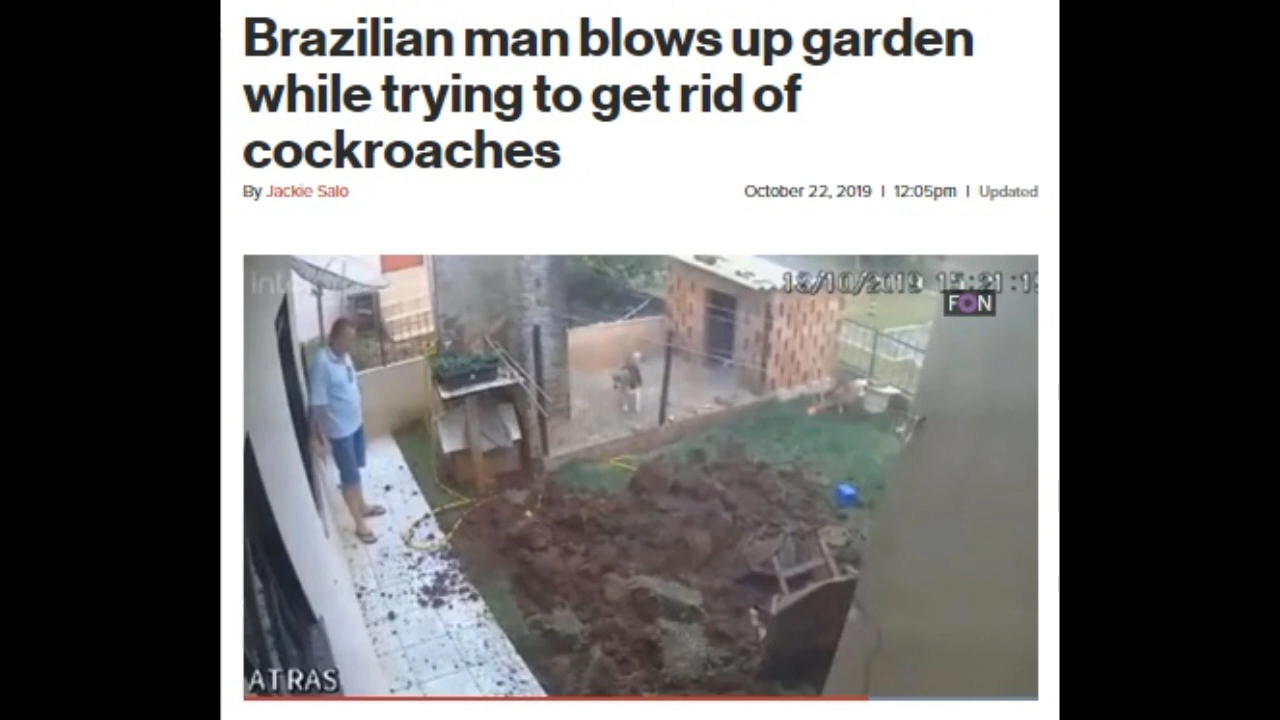 Brazilian man blows up garden
while trying to get rid of
cockroaches
By Jackie Salo
October 22, 2019 | 12:05pm | Updated
FON
ATRAS